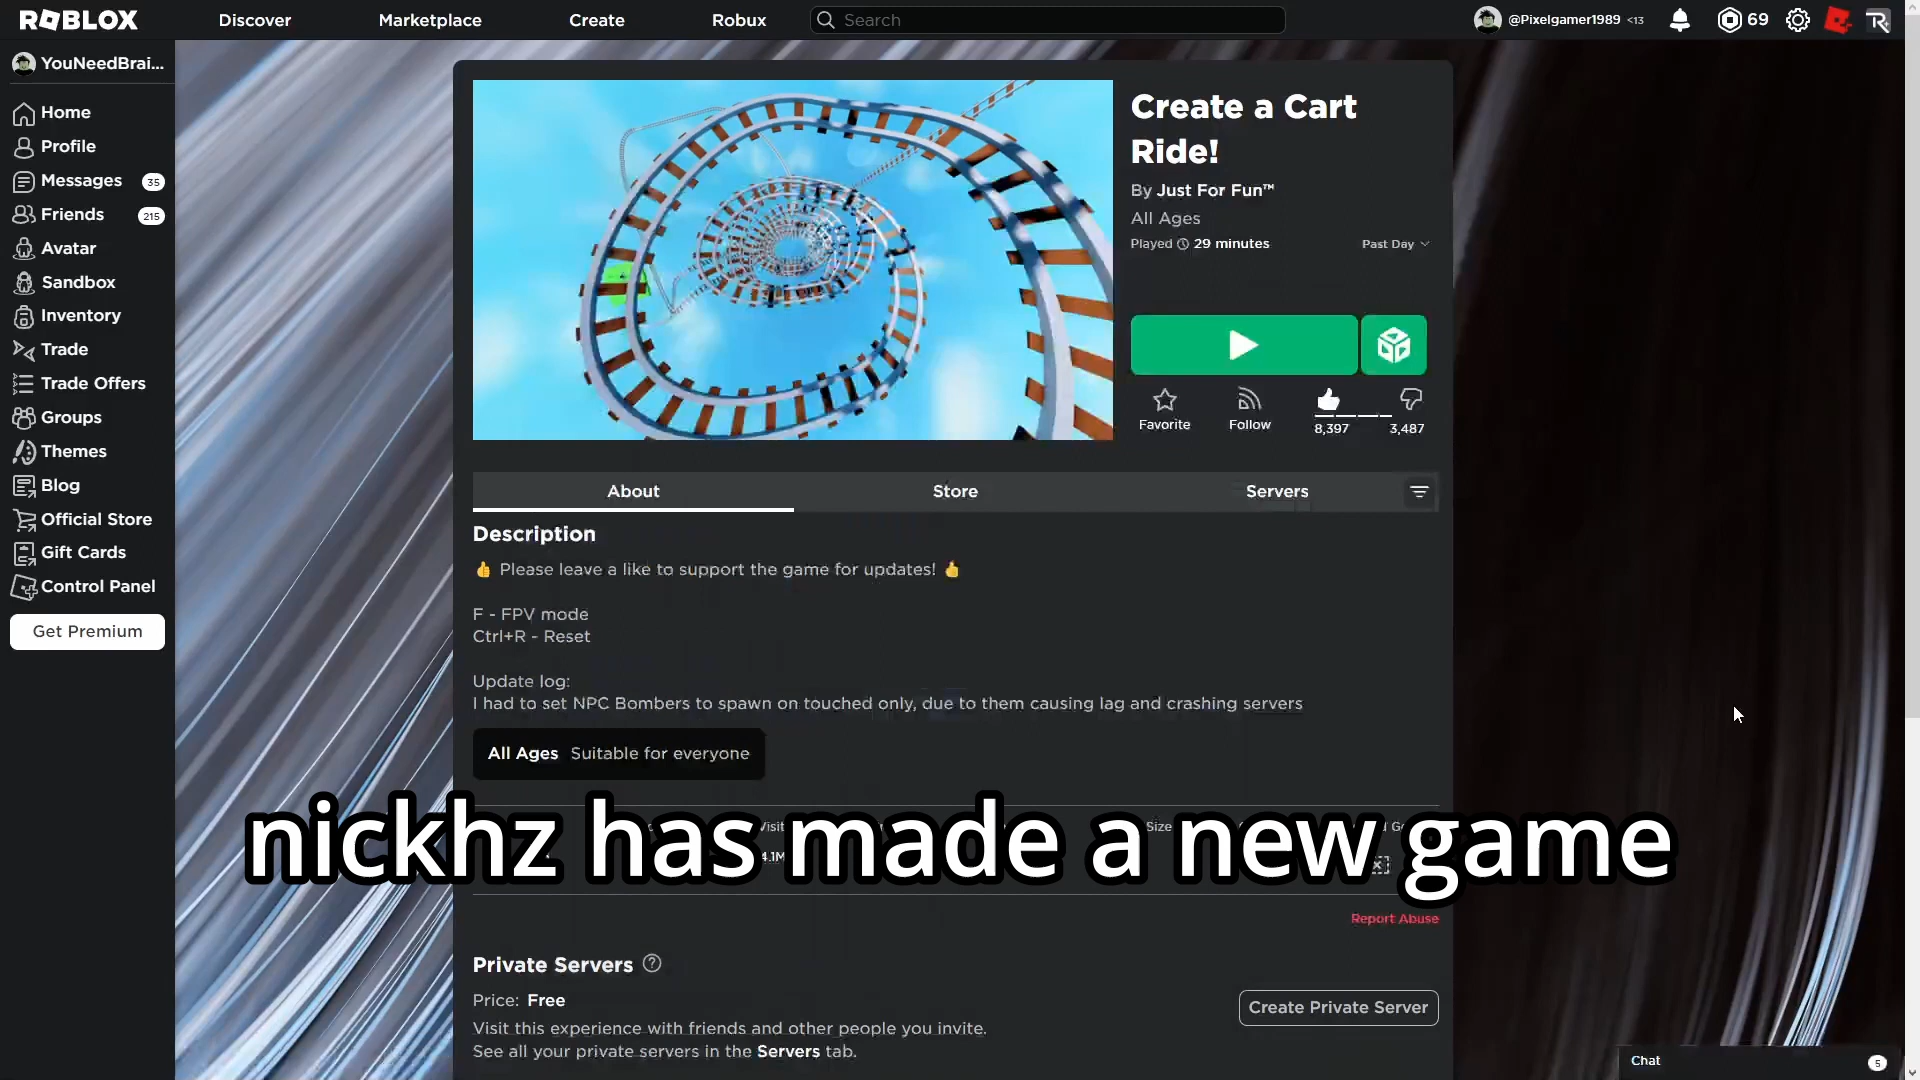 ROBLOX
Discover
Marketplace
Create
Robux
Search
@Pixelgamer1989 <13
69
YouNeedBrai...
Home
Profile
Messages 35
Friends 215
Avatar
Sandbox
Inventory
Trade
Trade Offers
Groups
Themes
Blog
Official Store
Gift Cards
Control Panel
Get Premium
Create a Cart
Ride!
By Just For Fun™
All Ages
Played 29 minutes
Past Day
Favorite
Follow
8,397
3,487
About
Store
Servers
Description
👍 Please leave a like to support the game for updates! 👍
F - FPV mode
Ctrl+R - Reset
Update log:
I had to set NPC Bombers to spawn on touched only, due to them causing lag and crashing servers
All Ages Suitable for everyone
Size
nickhz has made a new game
Report Abuse
Private Servers
Price: Free
Create Private Server
Visit this experience with friends and other people you invite.
See all your private servers in the Servers tab.
Chat
5